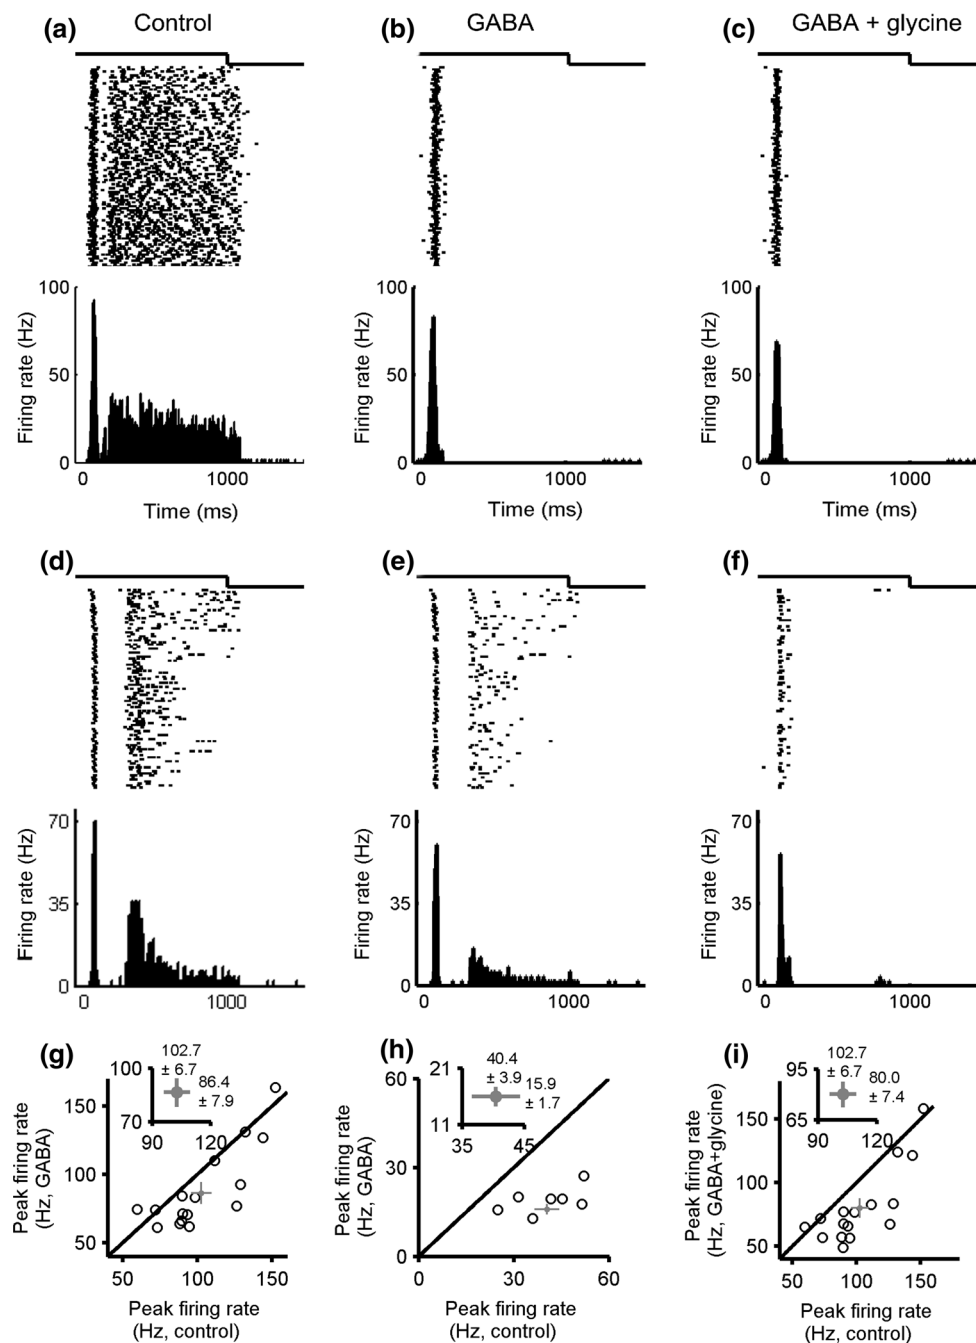 (a) Control
(b) GABA
(c) GABA + glycine
Firing rate (Hz)
100
50
0
0 1000
Time (ms)
Firing rate (Hz)
100
50
0
0 1000
Time (ms)
Firing rate (Hz)
100
50
0
0 1000
Time (ms)
(d)
(e)
(f)
Firing rate (Hz)
70
35
0
0 1000
Firing rate (Hz)
70
35
0
0 1000
Firing rate (Hz)
70
35
0
0 1000
(g)
Peak firing rate
(Hz, GABA)
150
100
50
50 100 150
100
70
90 120
102.7
± 6.7
86.4
± 7.9
Peak firing rate
(Hz, control)
(h)
Peak firing rate
(Hz, GABA)
60
30
0
0 30 60
21
11
35 45
40.4
± 3.9
15.9
± 1.7
Peak firing rate
(Hz, control)
(i)
Peak firing rate
(Hz, GABA+glycine)
150
100
50
50 100 150
95
65
90 120
102.7
± 6.7
80.0
± 7.4
Peak firing rate
(Hz, control)